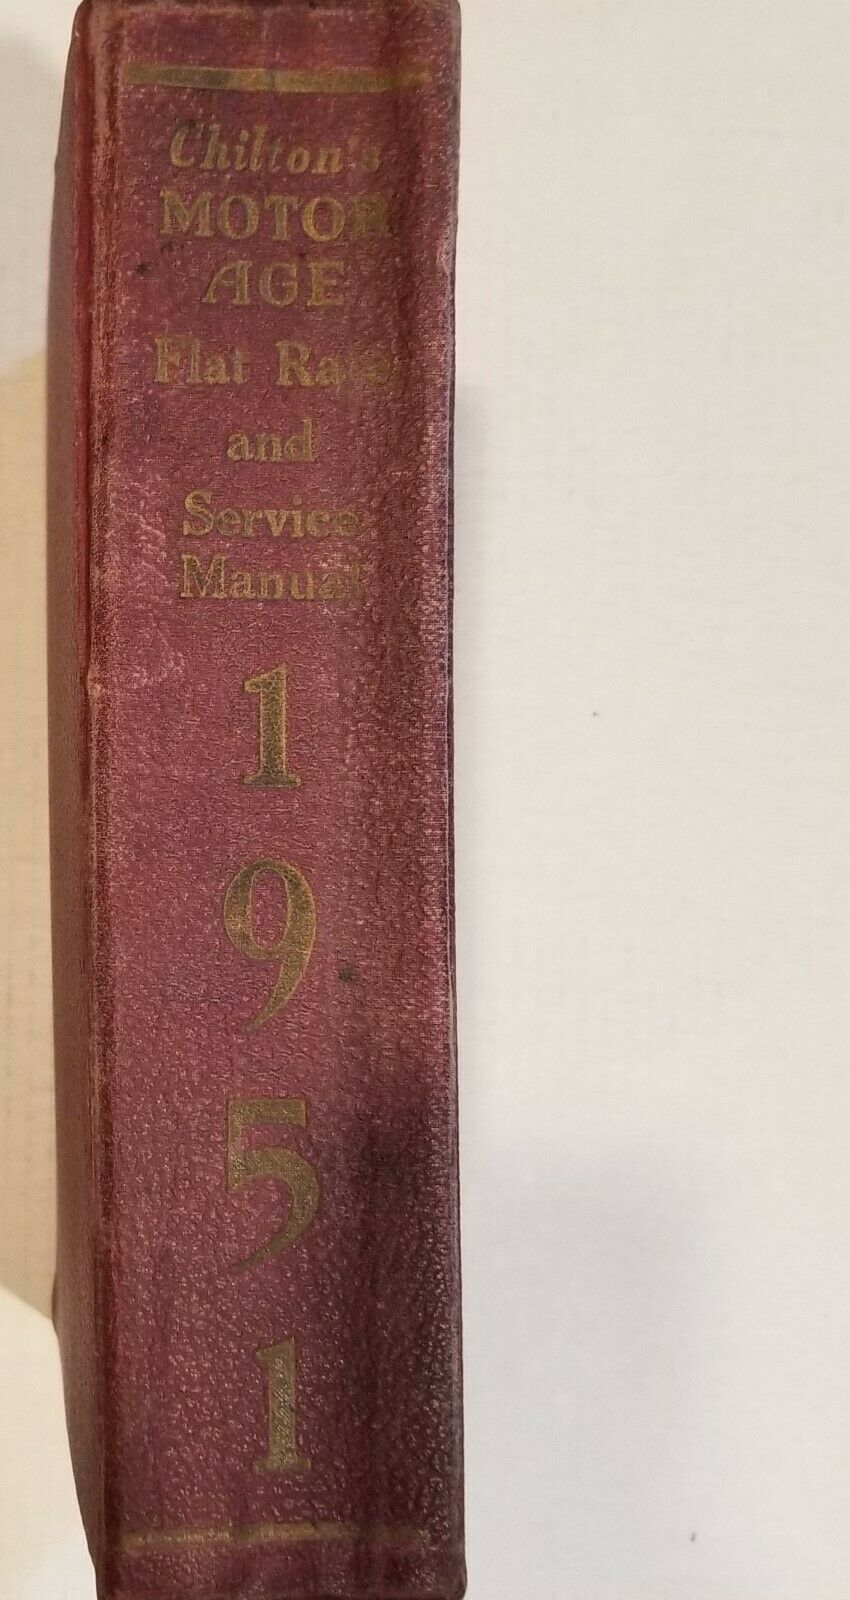 Chilton's
MOTOR
AGE
Flat Rate
and
Service
Manual
1
9
5
1